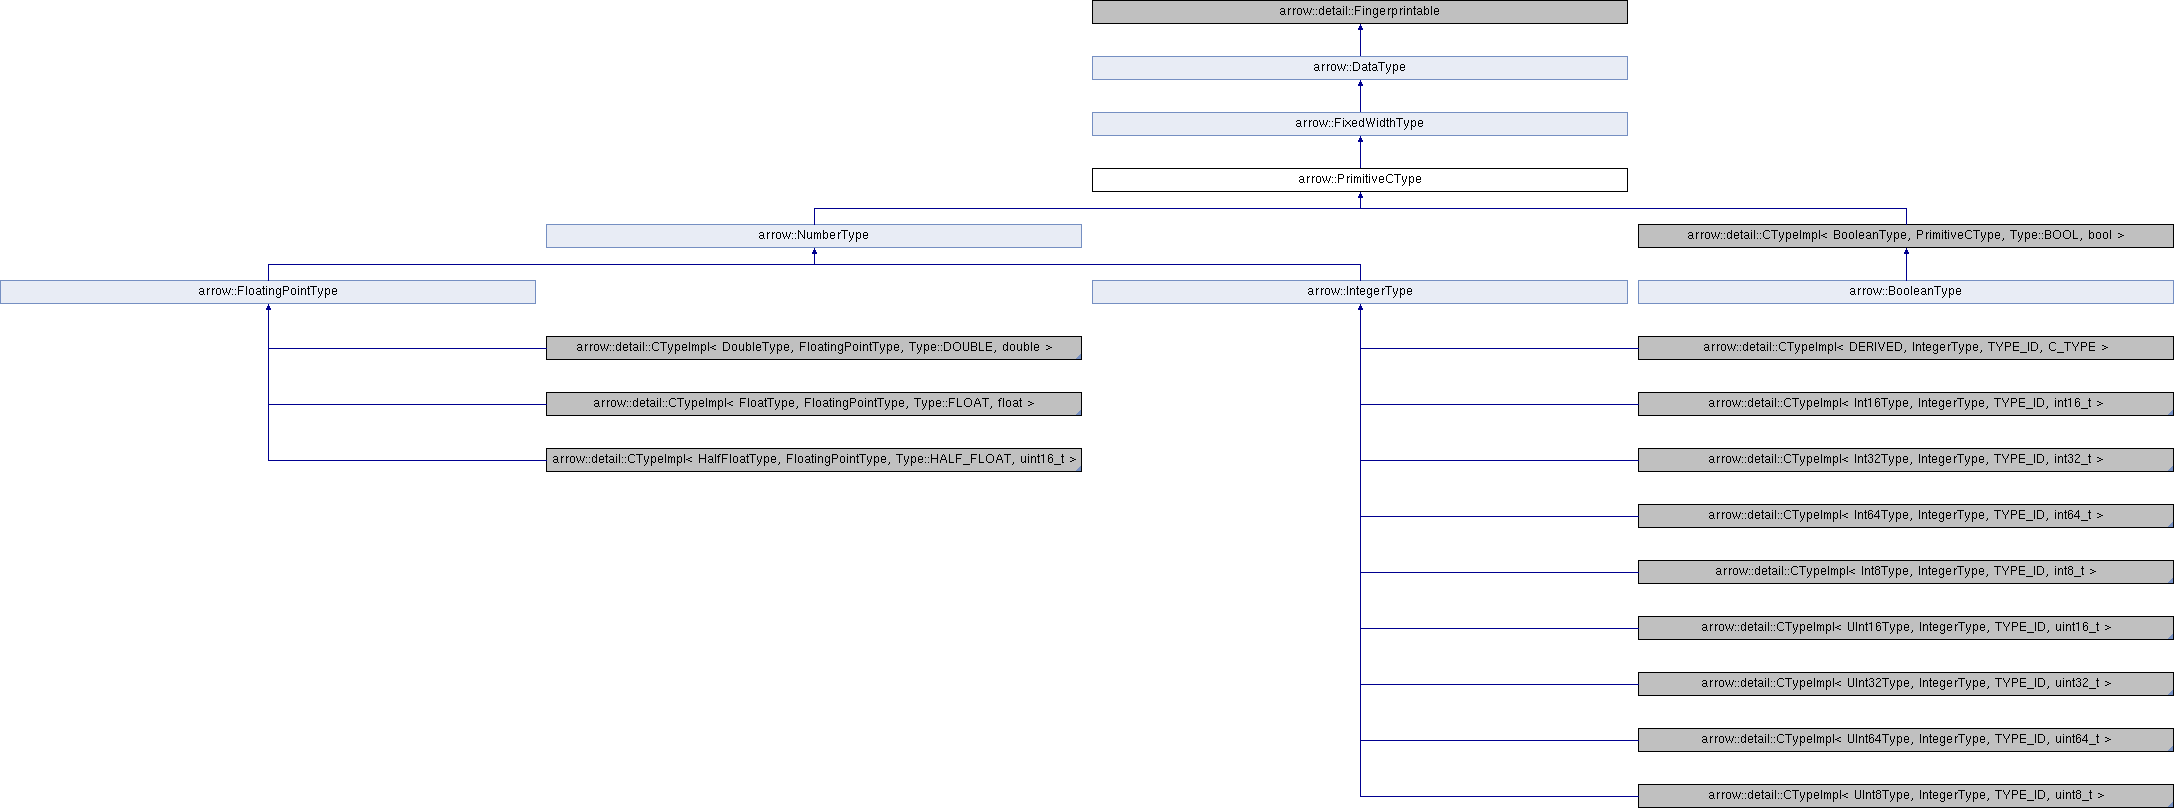 arrow::detail::Fingerprintable
arrow::DataType
arrow::FixedWidthType
arrow::PrimitiveCType
arrow::NumberType
arrow::detail::CTypeImpl< BooleanType, PrimitiveCType, Type::BOOL, bool >
arrow::FloatingPointType
arrow::IntegerType
arrow::BooleanType
arrow::detail::CTypeImpl< DoubleType, FloatingPointType, Type::DOUBLE, double >
arrow::detail::CTypeImpl< DERIVED, IntegerType, TYPE_ID, C_TYPE >
arrow::detail::CTypeImpl< FloatType, FloatingPointType, Type::FLOAT, float >
arrow::detail::CTypeImpl< Int16Type, IntegerType, TYPE_ID, int16_t >
arrow::detail::CTypeImpl< HalfFloatType, FloatingPointType, Type::HALF_FLOAT, uint16_t >
arrow::detail::CTypeImpl< Int32Type, IntegerType, TYPE_ID, int32_t >
arrow::detail::CTypeImpl< Int64Type, IntegerType, TYPE_ID, int64_t >
arrow::detail::CTypeImpl< Int8Type, IntegerType, TYPE_ID, int8_t >
arrow::detail::CTypeImpl< UInt16Type, IntegerType, TYPE_ID, uint16_t >
arrow::detail::CTypeImpl< UInt32Type, IntegerType, TYPE_ID, uint32_t >
arrow::detail::CTypeImpl< UInt64Type, IntegerType, TYPE_ID, uint64_t >
arrow::detail::CTypeImpl< UInt8Type, IntegerType, TYPE_ID, uint8_t >